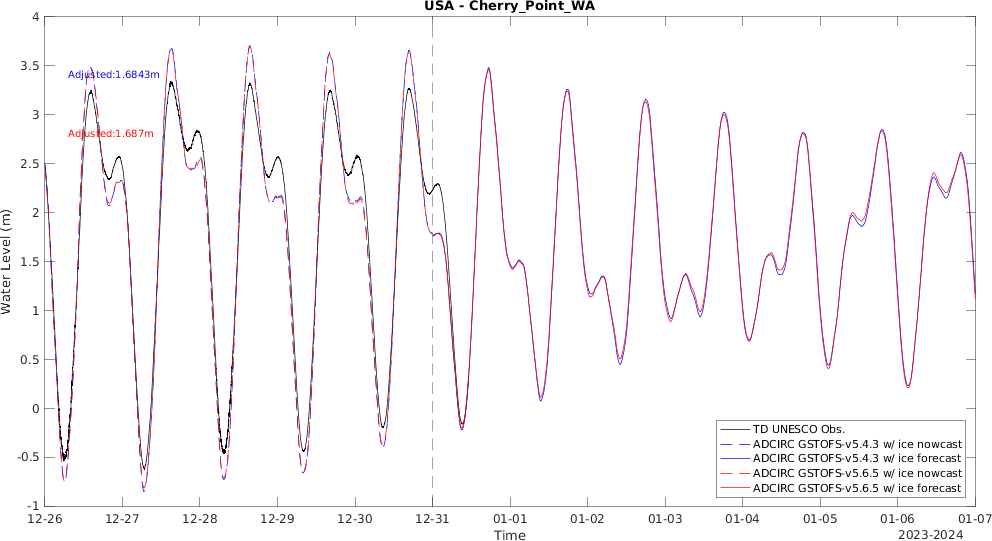 USA - Cherry_Point_WA
4
3.5
3
2.5
2
1.5
1
0.5
0
-0.5
-1
Water Level (m)
Adjusted:1.6843m
Adjusted:1.687m
TD UNESCO Obs.
ADCIRC GSTOFS-v5.4.3 w/ ice nowcast
ADCIRC GSTOFS-v5.4.3 w/ ice forecast
ADCIRC GSTOFS-v5.6.5 w/ ice nowcast
ADCIRC GSTOFS-v5.6.5 w/ ice forecast
12-26 12-27 12-28 12-29 12-30 12-31 01-01 01-02 01-03 01-04 01-05 01-06 01-07
Time
2023-2024